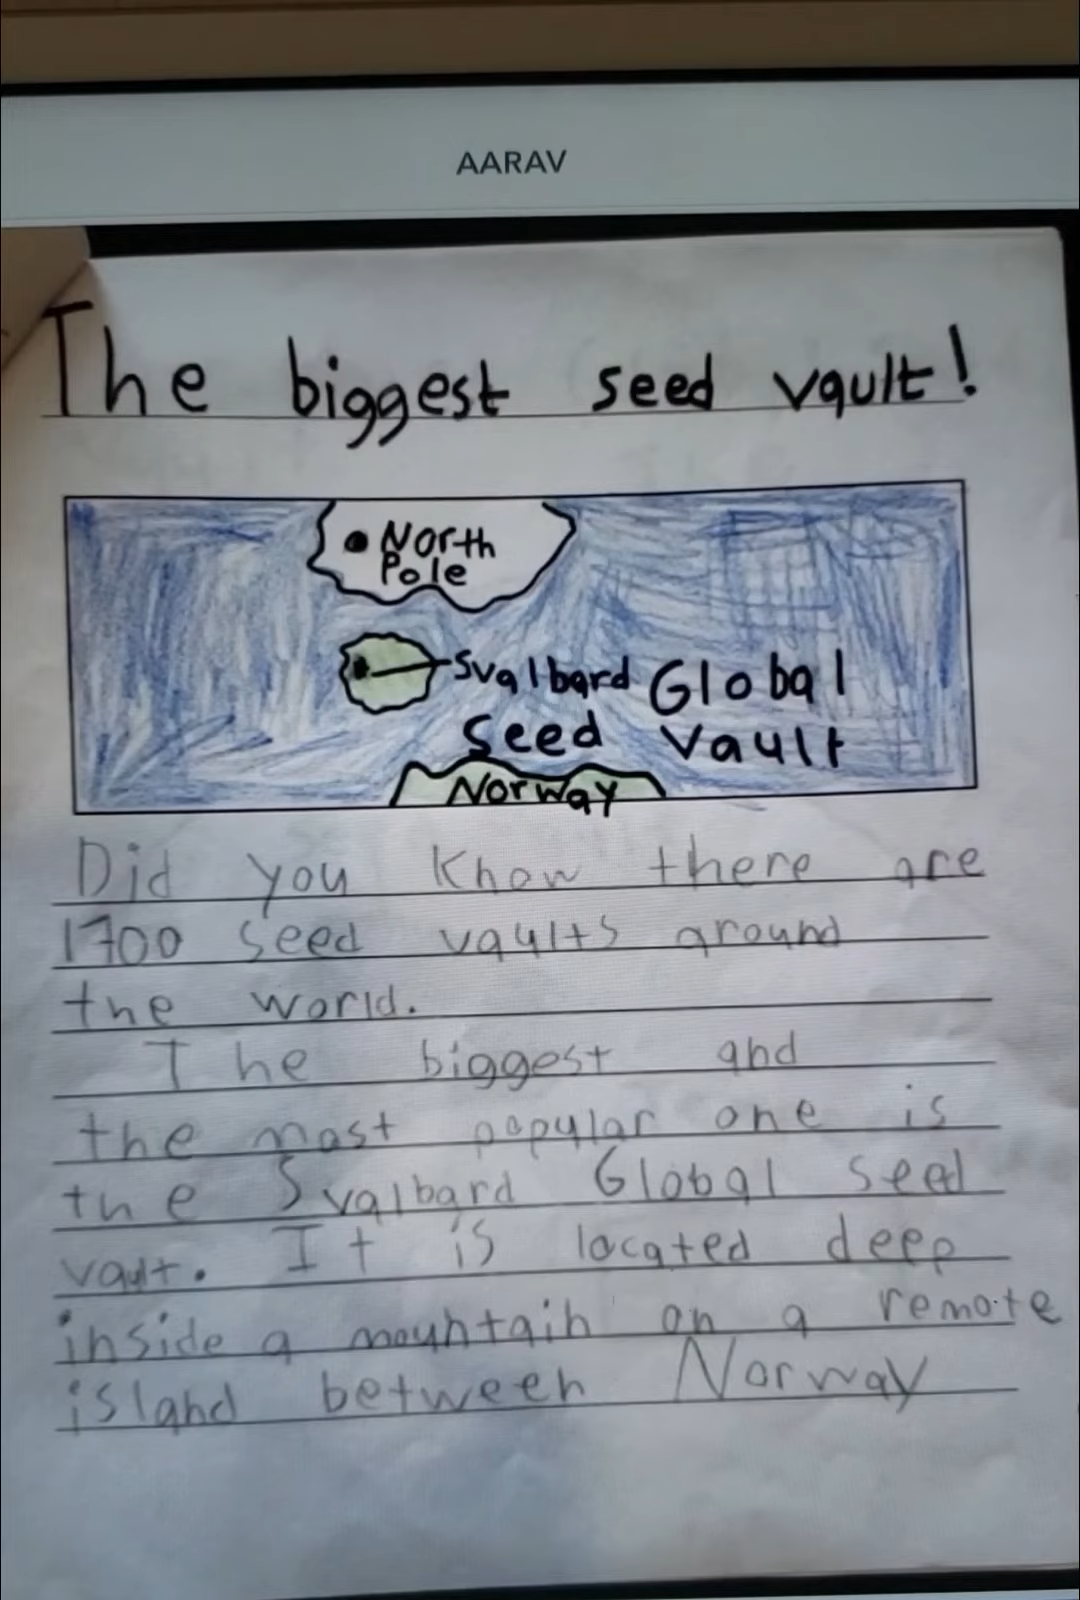 AARAV
The biggest seed vault!
North
Pole
Svalbard Global
Seed Vault
Norway
Did you Know there are
1700 seed vaults around
the world.
The biggest and
the most popular one is
the Svalbard Global Seed
vault. It is located deep
inside a mountain on a remote
island between Norway